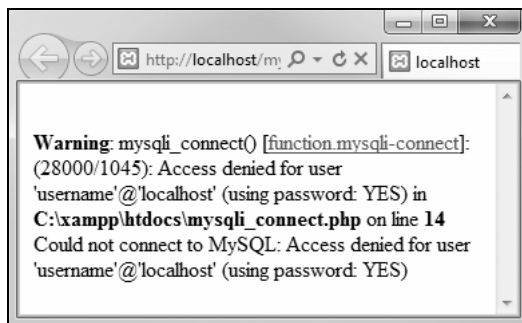 http://localhost/my
localhost
Warning: mysqli_connect() [function.mysqli-connect]:
(28000/1045): Access denied for user
'username'@'localhost' (using password: YES) in
C:\xampp\htdocs\mysqli_connect.php on line 14
Could not connect to MySQL: Access denied for user
'username'@'localhost' (using password: YES)